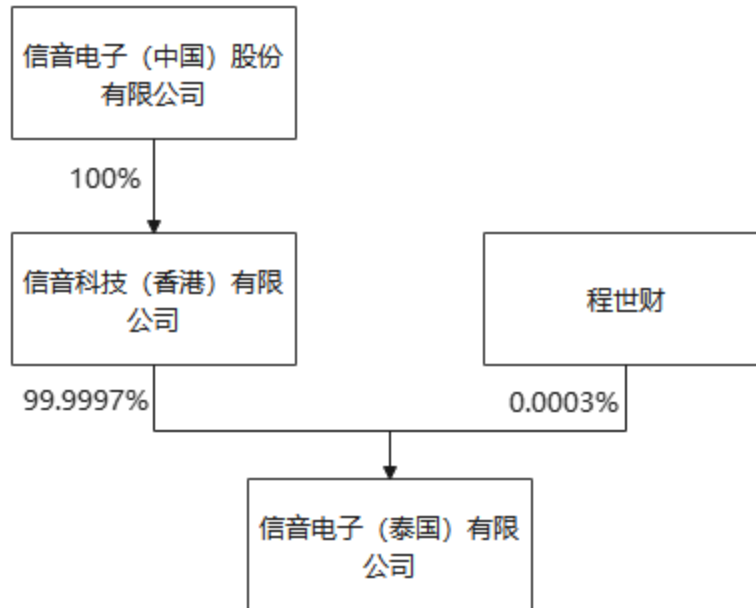 信音电子（中国）股份
有限公司
100%
信音科技（香港）有限
公司
程世财
99.9997%
0.0003%
信音电子（泰国）有限
公司